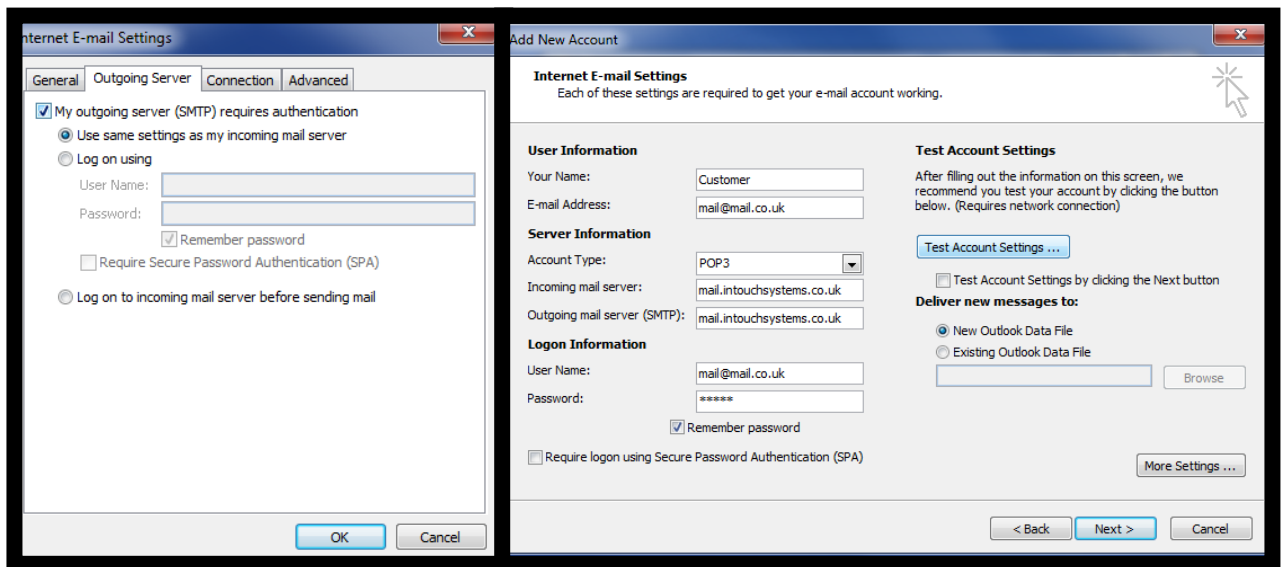 nternet E-mail Settings
General
Outgoing Server
Connection
Advanced
My outgoing server (SMTP) requires authentication
Use same settings as my incoming mail server
Log on using
User Name:
Password:
Remember password
Require Secure Password Authentication (SPA)
Log on to incoming mail server before sending mail
OK
Cancel
Add New Account
Internet E-mail Settings
Each of these settings are required to get your e-mail account working.
User Information
Your Name:
Customer
E-mail Address:
mail@mail.co.uk
Server Information
Account Type:
POP3
Incoming mail server:
mail.intouchsystems.co.uk
Outgoing mail server (SMTP):
mail.intouchsystems.co.uk
Logon Information
User Name:
mail@mail.co.uk
Password:
*****
Remember password
Require logon using Secure Password Authentication (SPA)
Test Account Settings
After filling out the information on this screen, we
recommend you test your account by clicking the button
below. (Requires network connection)
Test Account Settings ...
Test Account Settings by clicking the Next button
Deliver new messages to:
New Outlook Data File
Existing Outlook Data File
Browse
More Settings ...
< Back
Next >
Cancel